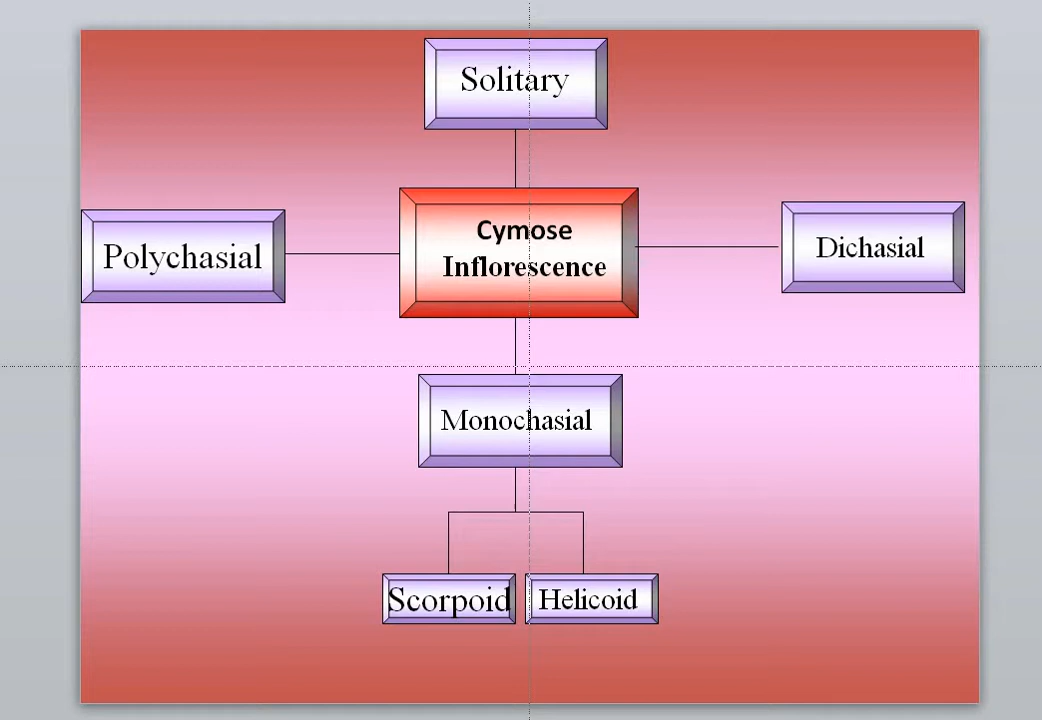 Solitary
Cymose
Inflorescence
Polychasial
Dichasial
Monochasial
Scorpoid
Helicoid